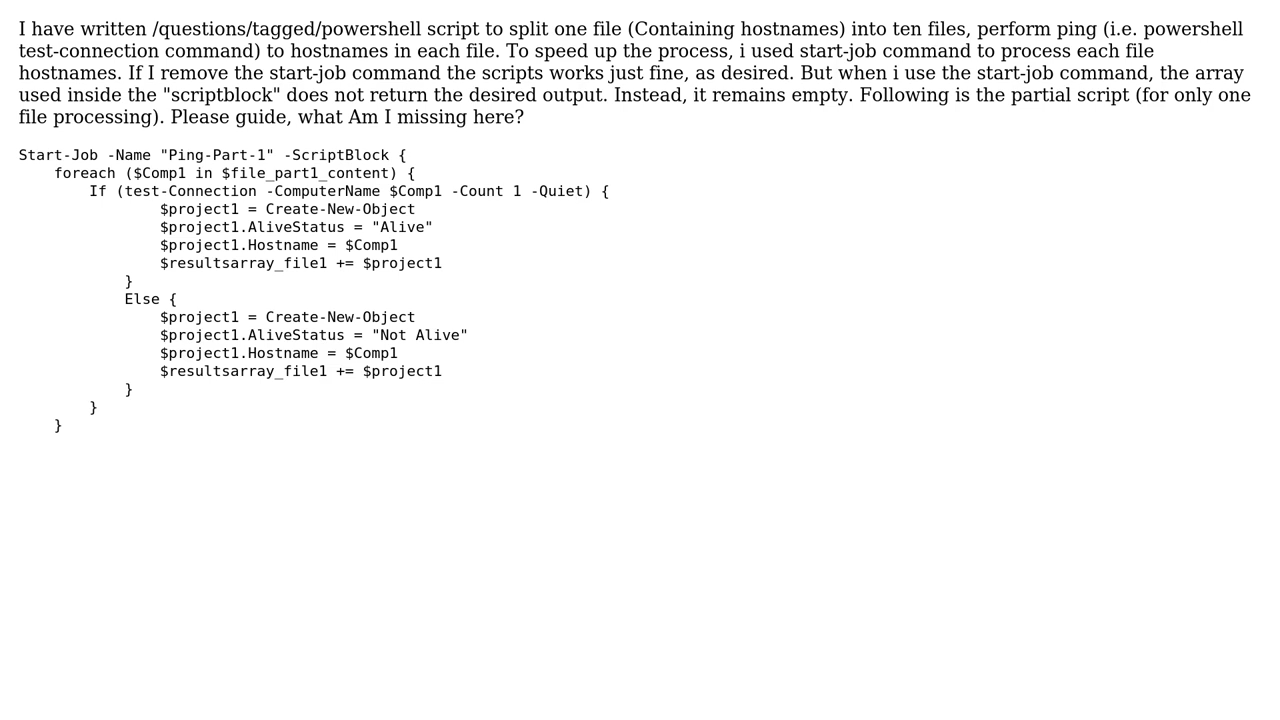 I have written /questions/tagged/powershell script to split one file (Containing hostnames) into ten files, perform ping (i.e. powershell
test-connection command) to hostnames in each file. To speed up the process, i used start-job command to process each file
hostnames. If I remove the start-job command the scripts works just fine, as desired. But when i use the start-job command, the array
used inside the "scriptblock" does not return the desired output. Instead, it remains empty. Following is the partial script (for only one
file processing). Please guide, what Am I missing here?
Start-Job -Name "Ping-Part-1" -ScriptBlock {
    foreach ($Comp1 in $file_part1_content) {
        If (test-Connection -ComputerName $Comp1 -Count 1 -Quiet) {
                $project1 = Create-New-Object
                $project1.AliveStatus = "Alive"
                $project1.Hostname = $Comp1
                $resultsarray_file1 += $project1
            }
            Else {
                $project1 = Create-New-Object
                $project1.AliveStatus = "Not Alive"
                $project1.Hostname = $Comp1
                $resultsarray_file1 += $project1
            }
        }
    }